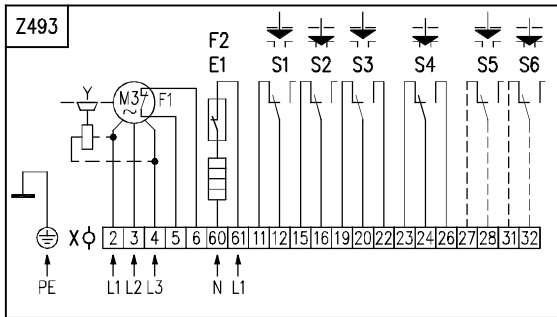 Z493
F2
E1 S1 S2 S3 S4 S5 S6
Y M3 ~ F1
X 2 3 4 5 6 60 61 11 12 15 16 19 20 22 23 24 26 27 28 31 32
PE L1 L2 L3 N L1